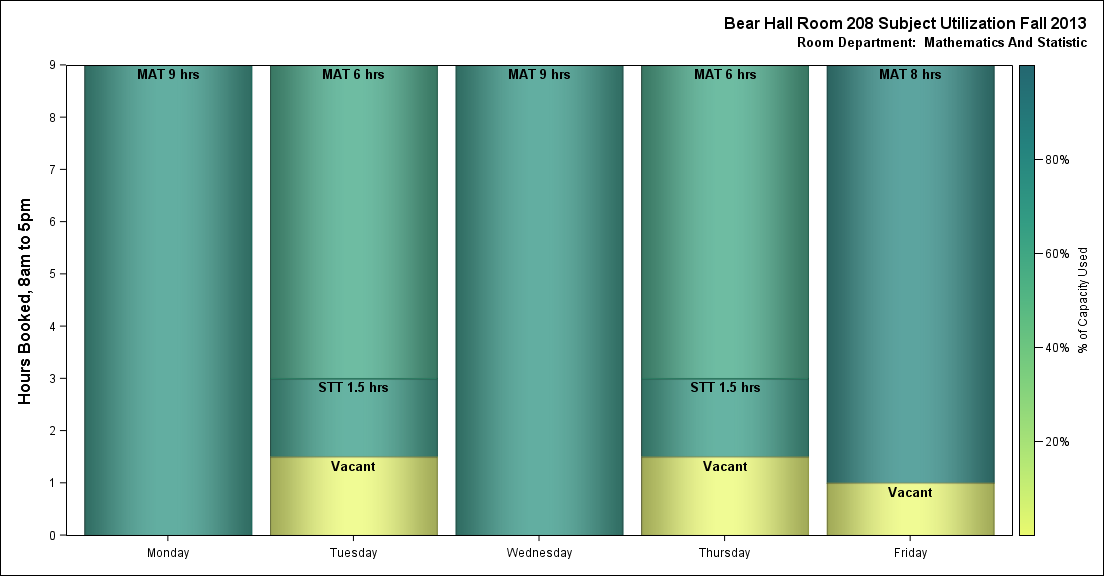 Bear Hall Room 208 Subject Utilization Fall 2013
Room Department:  Mathematics And Statistic
Hours Booked, 8am to 5pm
9
8
7
6
5
4
3
2
1
0
MAT 9 hrs
MAT 6 hrs
MAT 9 hrs
MAT 6 hrs
MAT 8 hrs
STT 1.5 hrs
STT 1.5 hrs
Vacant
Vacant
Vacant
Monday
Tuesday
Wednesday
Thursday
Friday
80%
60%
40%
20%
% of Capacity Used